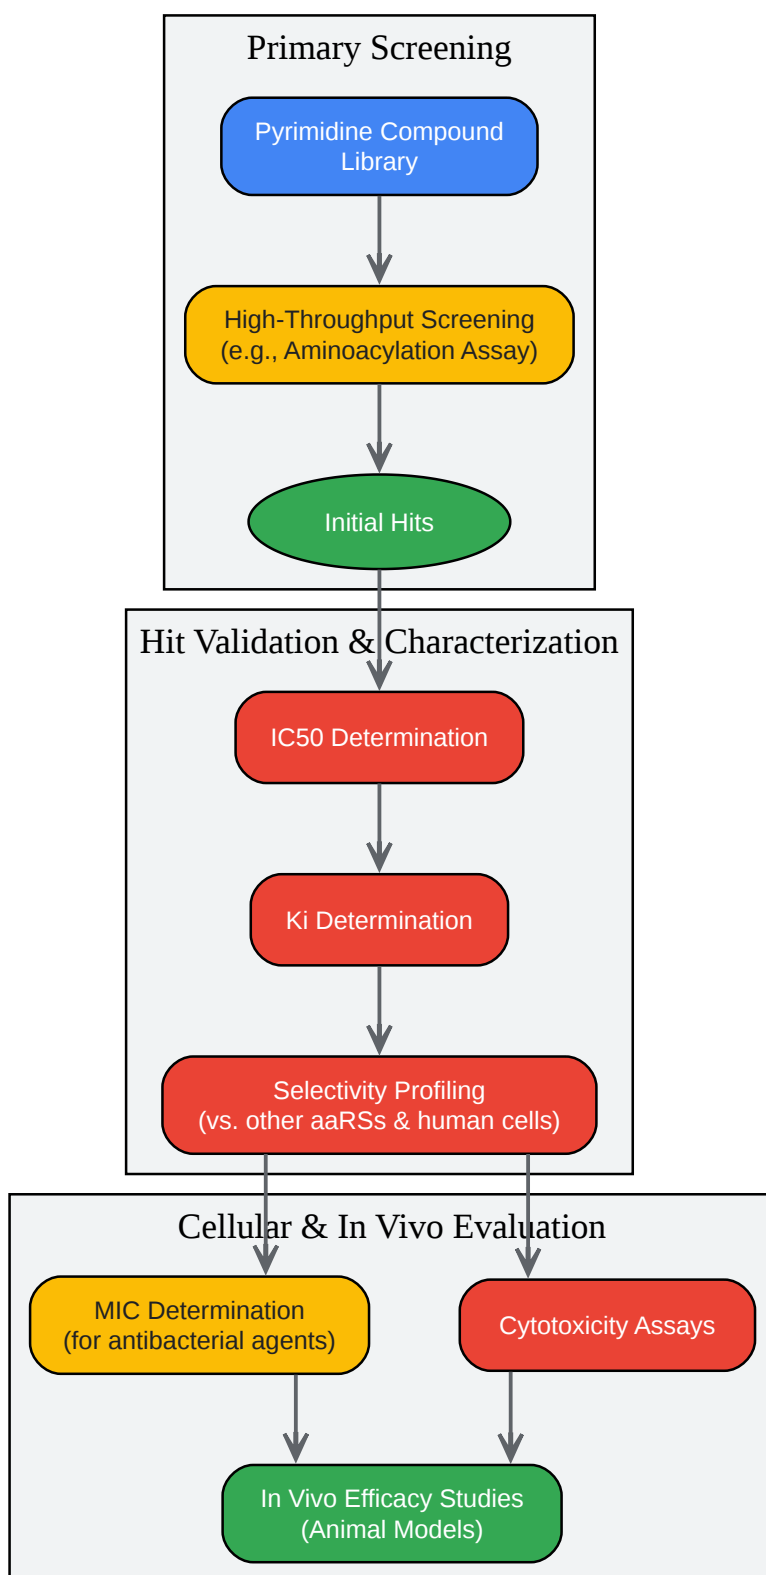 Primary Screening
Pyrimidine Compound
Library
High-Throughput Screening
(e.g., Aminoacylation Assay)
Initial Hits
Hit Validation & Characterization
IC50 Determination
Ki Determination
Selectivity Profiling
(vs. other aaRSs & human cells)
Cellular & In Vivo Evaluation
MIC Determination
(for antibacterial agents)
Cytotoxicity Assays
In Vivo Efficacy Studies
(Animal Models)